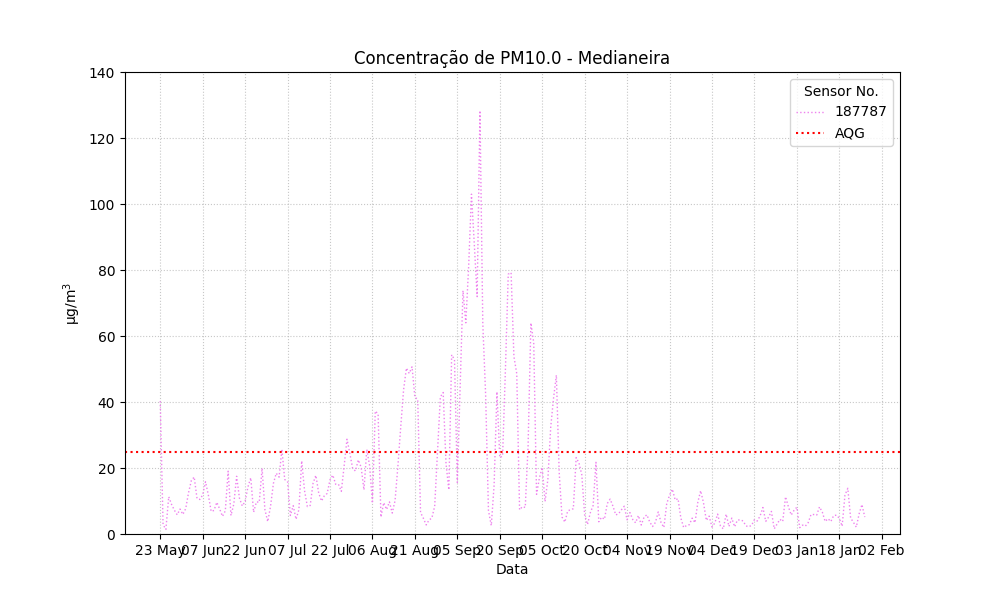 Concentração de PM10.0 - Medianeira
Sensor No.
187787
AQG
140
120
100
80
60
40
20
0
µg/m³
23 May 07 Jun 22 Jun 07 Jul 22 Jul 06 Aug 21 Aug 05 Sep 20 Sep 05 Oct 20 Oct 04 Nov 19 Nov 04 Dec 19 Dec 03 Jan 18 Jan 02 Feb
Data